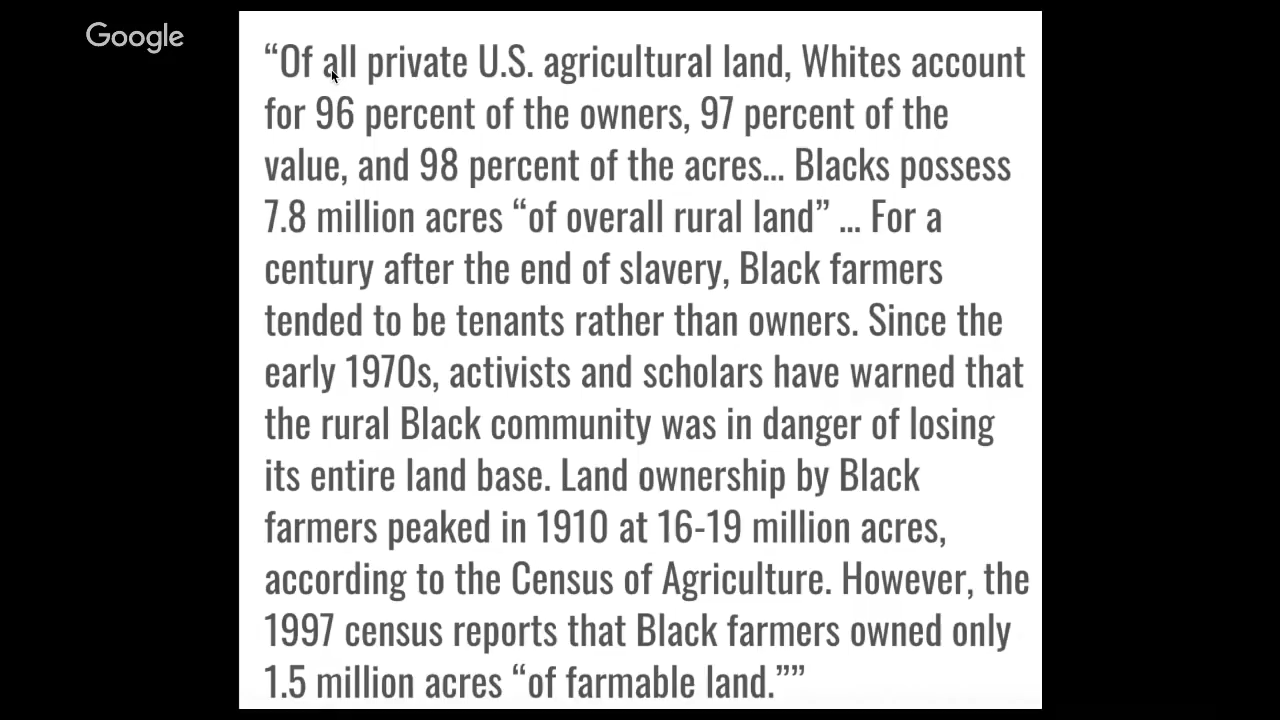 Google
“Of all private U.S. agricultural land, Whites account
for 96 percent of the owners, 97 percent of the
value, and 98 percent of the acres... Blacks possess
7.8 million acres “of overall rural land” ... For a
century after the end of slavery, Black farmers
tended to be tenants rather than owners. Since the
early 1970s, activists and scholars have warned that
the rural Black community was in danger of losing
its entire land base. Land ownership by Black
farmers peaked in 1910 at 16-19 million acres,
according to the Census of Agriculture. However, the
1997 census reports that Black farmers owned only
1.5 million acres “of farmable land.””